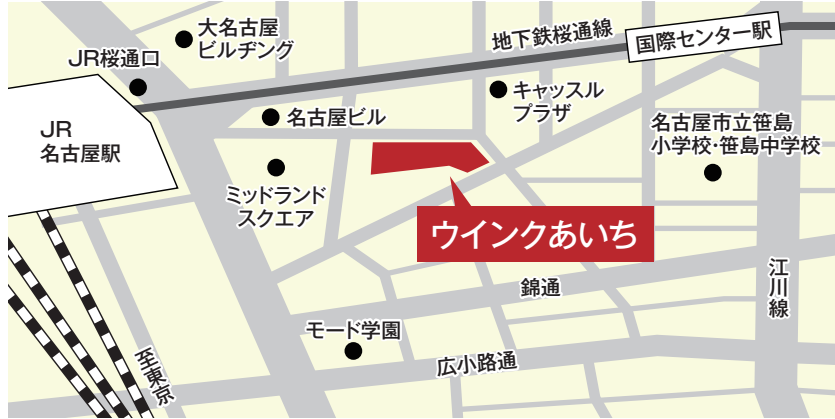 大名古屋
ビルヂング
地下鉄桜通線
国際センター駅
JR桜通口
キャッスル
プラザ
名古屋ビル
JR
名古屋駅
名古屋市立笹島
小学校・笹島中学校
ミッドランド
スクエア
ウインクあいち
錦通
江川線
モード学園
広小路通
至東京